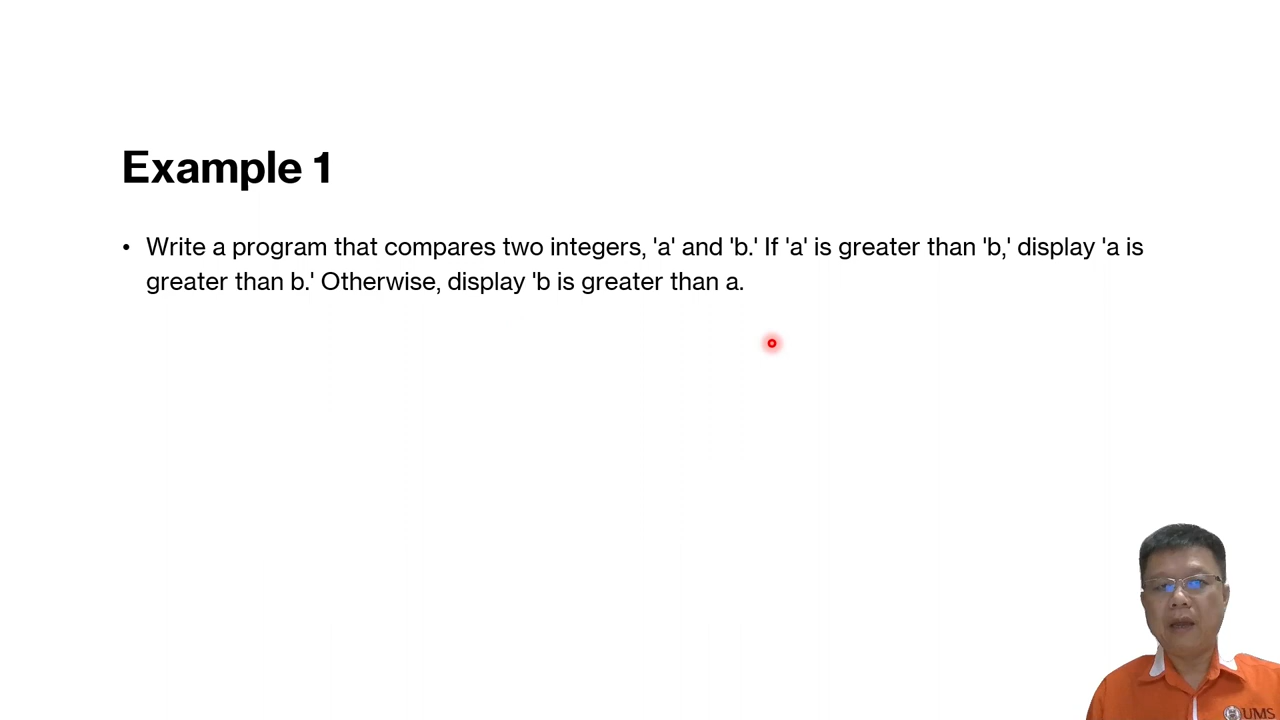 Example 1
• Write a program that compares two integers, 'a' and 'b.' If 'a' is greater than 'b,' display 'a is
greater than b.' Otherwise, display 'b is greater than a.
UMS